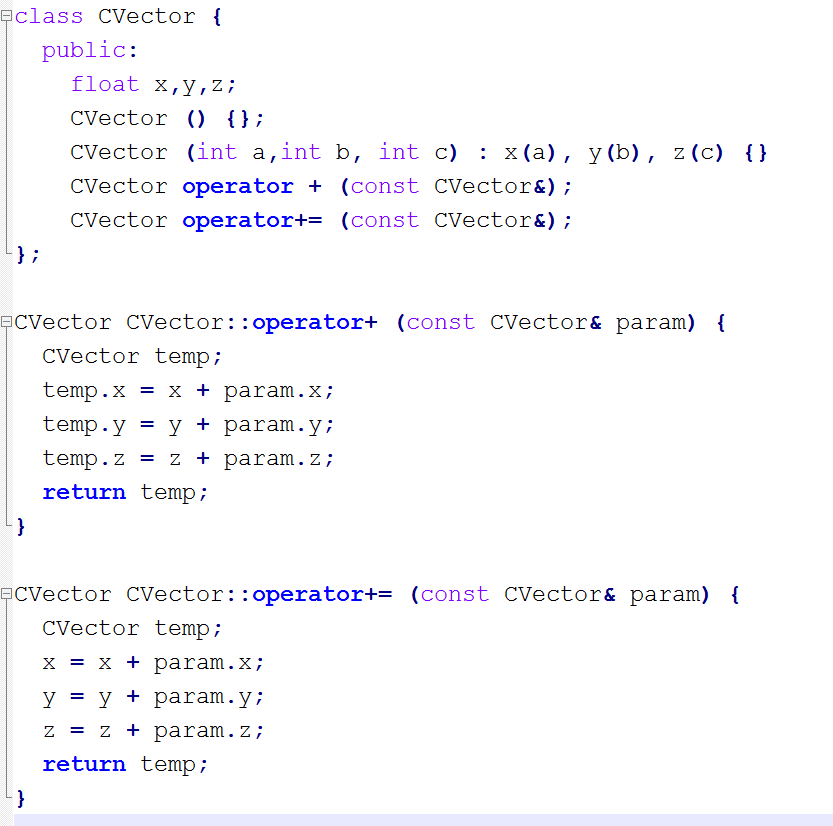 class CVector {
  public:
    float x,y,z;
    CVector () {};
    CVector (int a,int b, int c) : x(a), y(b), z(c) {}
    CVector operator + (const CVector&);
    CVector operator+= (const CVector&);
};

CVector CVector::operator+ (const CVector& param) {
  CVector temp;
  temp.x = x + param.x;
  temp.y = y + param.y;
  temp.z = z + param.z;
  return temp;
}

CVector CVector::operator+= (const CVector& param) {
  CVector temp;
  x = x + param.x;
  y = y + param.y;
  z = z + param.z;
  return temp;
}